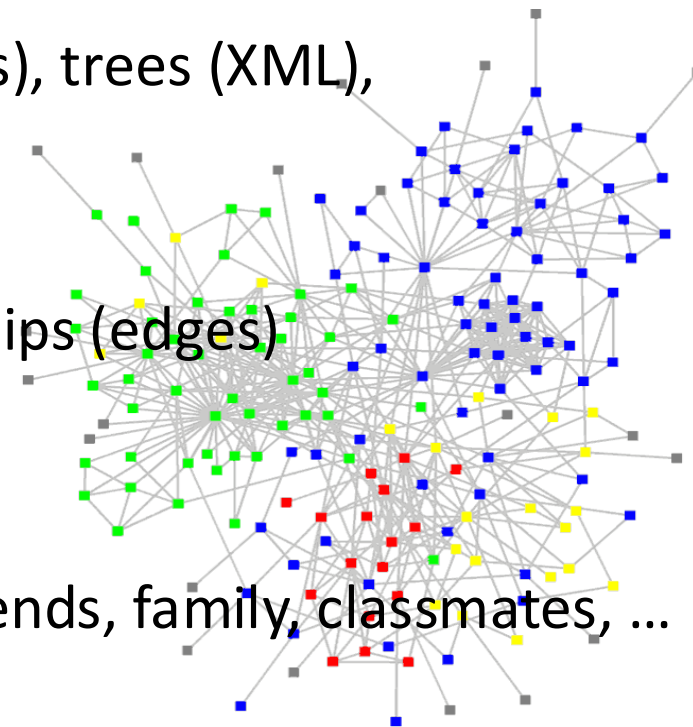 s), trees (XML),
ips (edges)
ends, family, classmates, ...